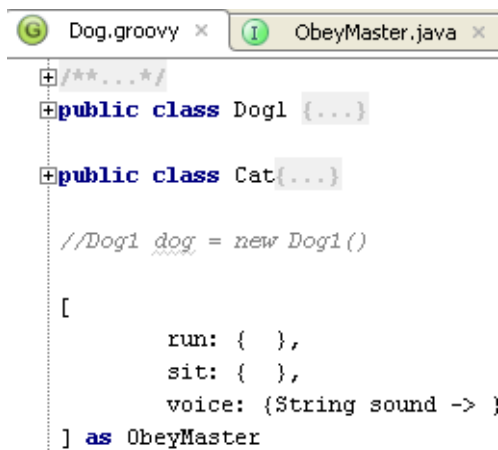 G Dog.groovy × I ObeyMaster.java ×
/**...*/
public class Dog1 {...}
public class Cat{...}
//Dog1 dog = new Dog1()
[
run: { },
sit: { },
voice: {String sound -> }
] as ObeyMaster